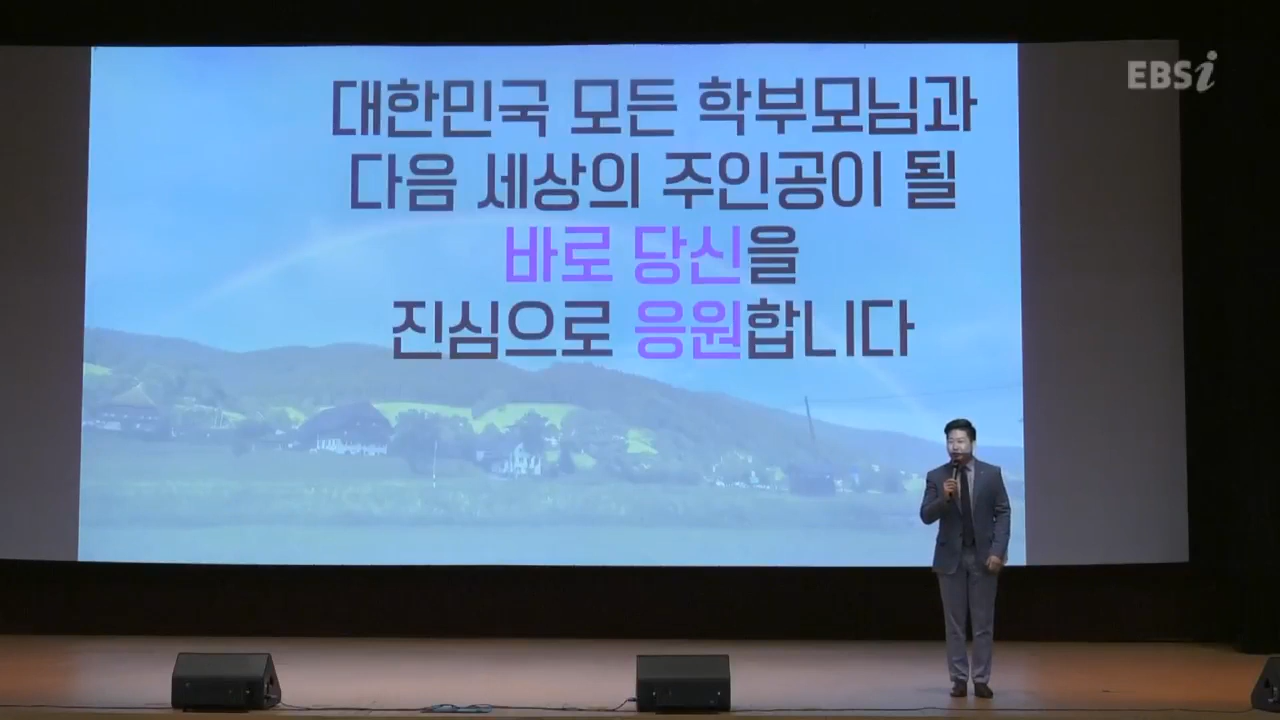 EBSi
대한민국 모든 학부모님과
다음 세상의 주인공이 될
바로 당신을
진심으로 응원합니다